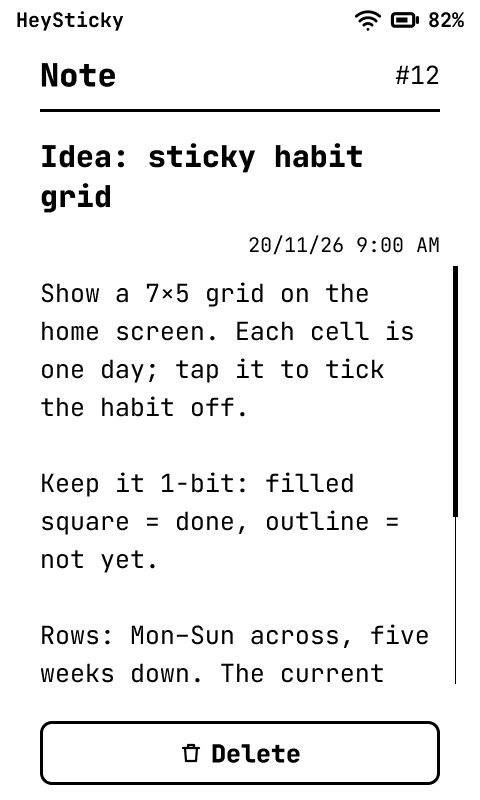 HeySticky 82%
Note #12
Idea: sticky habit
grid
20/11/26 9:00 AM
Show a 7×5 grid on the
home screen. Each cell is
one day; tap it to tick
the habit off.
Keep it 1-bit: filled
square = done, outline =
not yet.
Rows: Mon–Sun across, five
weeks down. The current
Delete